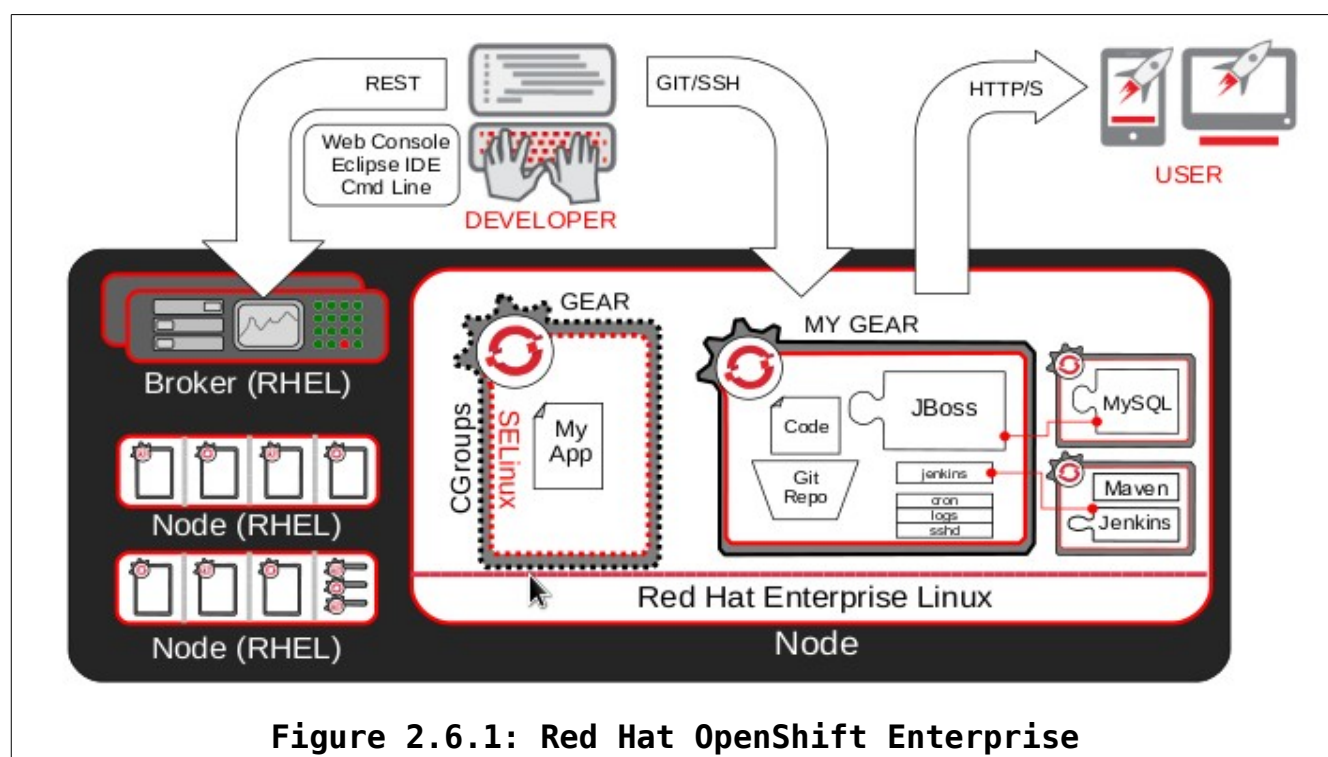 REST
Web Console
Eclipse IDE
Cmd Line
DEVELOPER
GIT/SSH
HTTP/S
USER
Broker (RHEL)
Node (RHEL)
Node (RHEL)
GEAR
CGroups
SELinux
My
App
MY GEAR
Code
JBoss
Git
Repo
jenkins
cron
logs
sshd
MySQL
Maven
Jenkins
Red Hat Enterprise Linux
Node
Figure 2.6.1: Red Hat OpenShift Enterprise